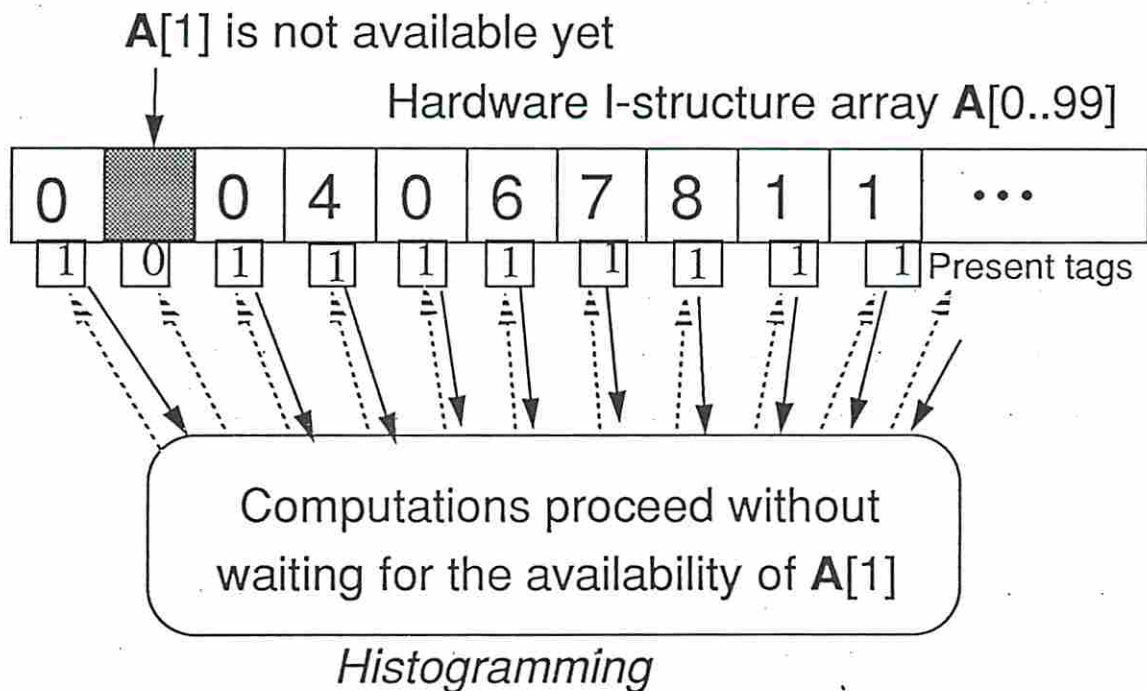 A[1] is not available yet
Hardware I-structure array A[0..99]
0 0 4 0 6 7 8 1 1 ...
1 0 1 1 1 1 1 1 1 1 Present tags
Computations proceed without
waiting for the availability of A[1]
Histogramming